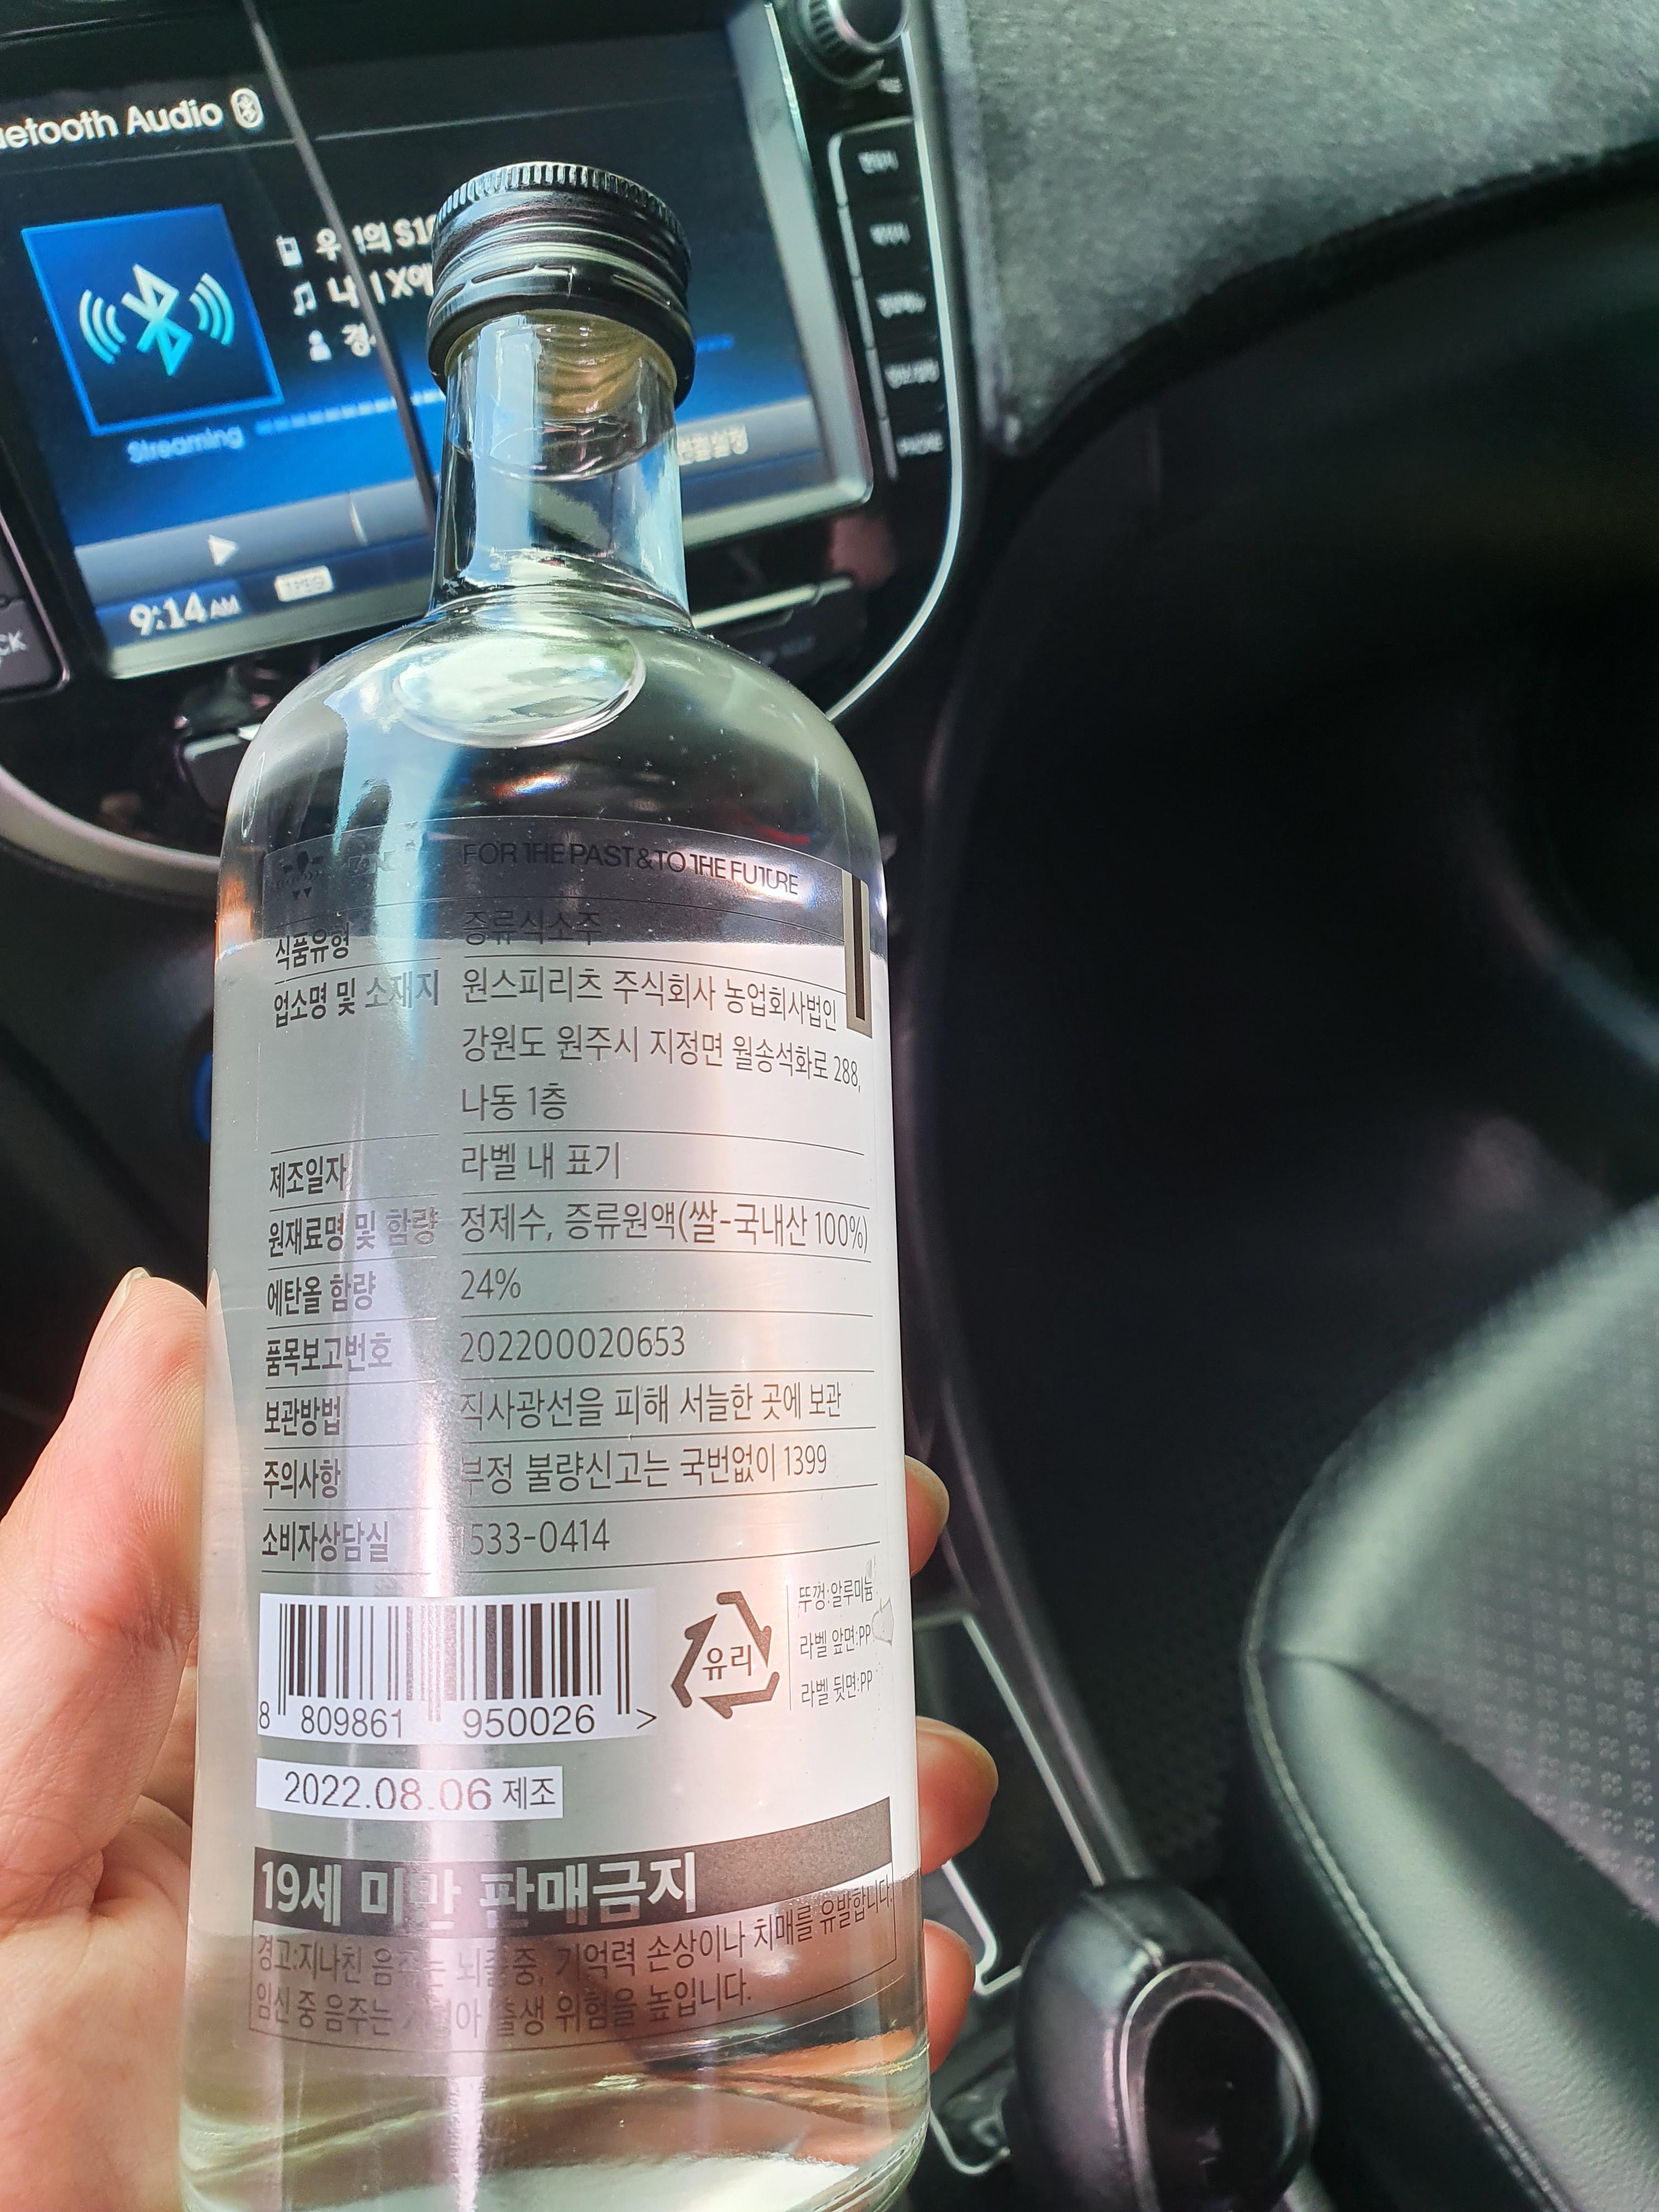 Bluetooth Audio
Streaming
9:14 AM
FOR THE PAST & TO THE FUTURE
식품유형 증류식소주
업소명 및 소재지 원스피리츠 주식회사 농업회사법인
강원도 원주시 지정면 월송석화로 288,
나동 1층
제조일자 라벨 내 표기
원재료명 및 함량 정제수, 증류원액(쌀-국내산 100%)
에탄올 함량 24%
품목보고번호 202200020653
보관방법 직사광선을 피해 서늘한 곳에 보관
주의사항 부정 불량신고는 국번없이 1399
소비자상담실 533-0414
유리
뚜껑:알루미늄
라벨 앞면:PP
라벨 뒷면:PP
8 809861 950026 >
2022.08.06 제조
19세 미만 판매금지
경고:지나친 음주는 뇌졸중, 기억력 손상이나 치매를 유발합니다.
임신 중 음주는 기형아 출생 위험을 높입니다.